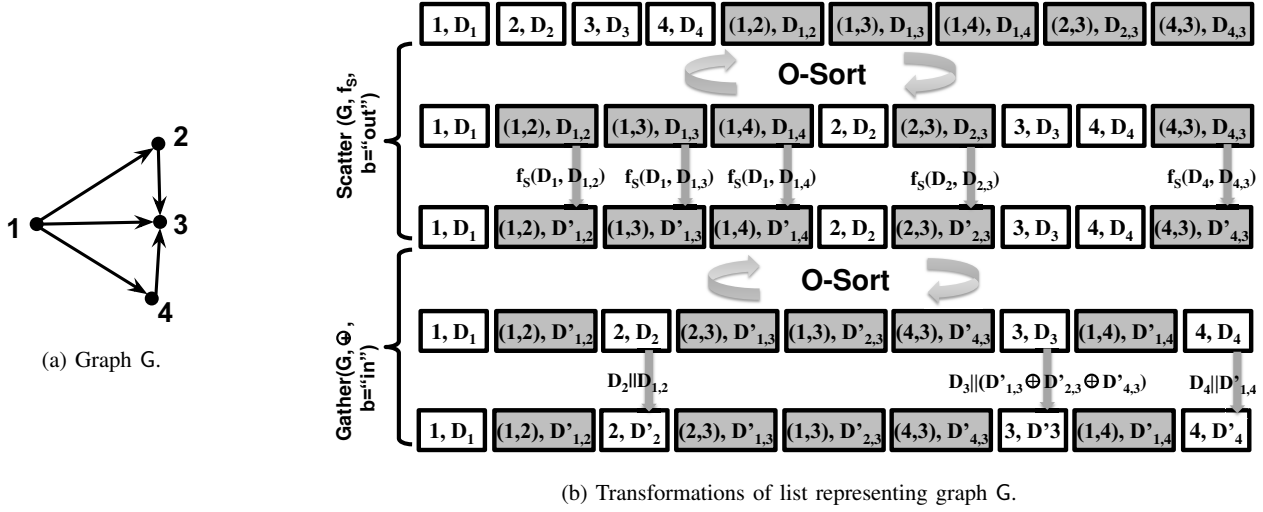 1, D1 2, D2 3, D3 4, D4 (1,2), D1,2 (1,3), D1,3 (1,4), D1,4 (2,3), D2,3 (4,3), D4,3
Scatter (G, fS, b=“out”)
O-Sort
1, D1 (1,2), D1,2 (1,3), D1,3 (1,4), D1,4 2, D2 (2,3), D2,3 3, D3 4, D4 (4,3), D4,3
fS(D1, D1,2) fS(D1, D1,3) fS(D1, D1,4) fS(D2, D2,3) fS(D4, D4,3)
1, D1 (1,2), D’1,2 (1,3), D’1,3 (1,4), D’1,4 2, D2 (2,3), D’2,3 3, D3 4, D4 (4,3), D’4,3
Gather(G, ⊕, b=“in”)
O-Sort
1, D1 (1,2), D’1,2 2, D2 (2,3), D’1,3 (1,3), D’2,3 (4,3), D’4,3 3, D3 (1,4), D’1,4 4, D4
D2||D1,2 D3||(D’1,3 ⊕ D’2,3 ⊕ D’4,3) D4||D’1,4
1, D1 (1,2), D’1,2 2, D’2 (2,3), D’1,3 (1,3), D’2,3 (4,3), D’4,3 3, D’3 (1,4), D’1,4 4, D’4
2
1
3
4
(a) Graph G.
(b) Transformations of list representing graph G.